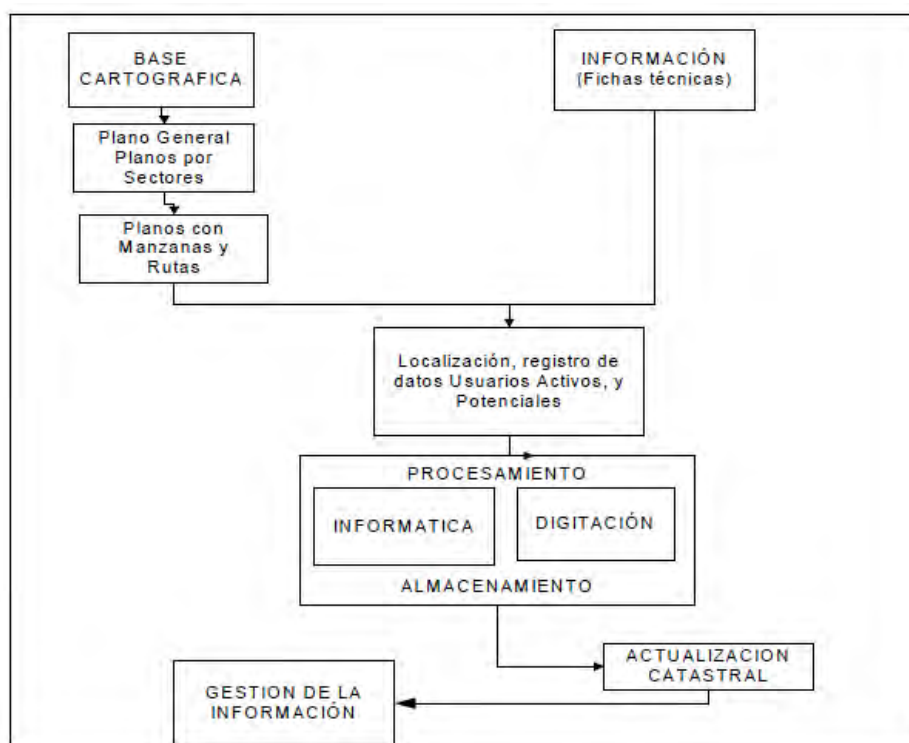 BASE
CARTOGRAFICA
INFORMACIÓN
(Fichas técnicas)
Plano General
Planos por
Sectores
Planos con
Manzanas y
Rutas
Localización, registro de
datos Usuarios Activos, y
Potenciales
PROCESAMIENTO
INFORMATICA
DIGITACIÓN
ALMACENAMIENTO
ACTUALIZACION
CATASTRAL
GESTION DE LA
INFORMACIÓN